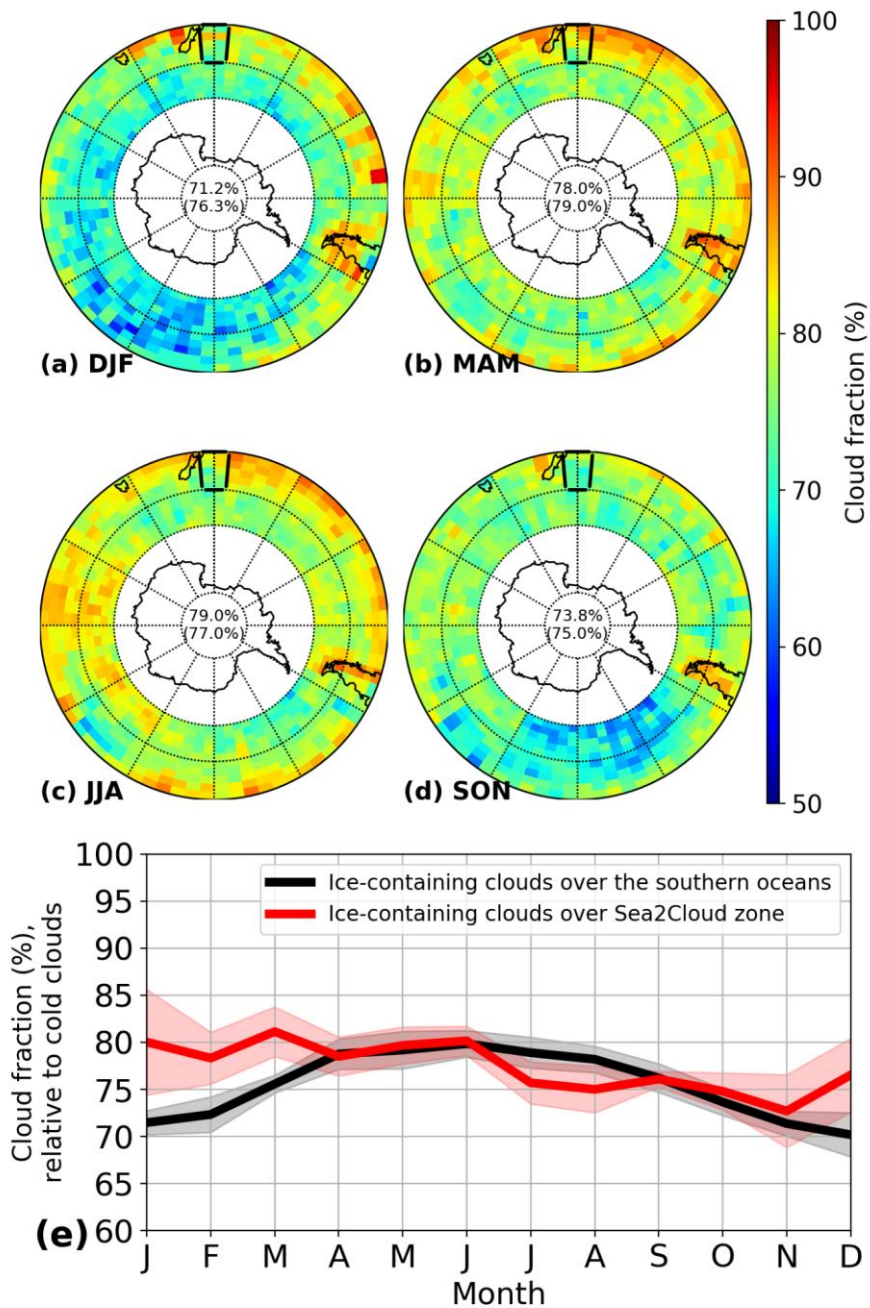 71.2%
(76.3%)
(a) DJF
78.0%
(79.0%)
(b) MAM
79.0%
(77.0%)
(c) JJA
73.8%
(75.0%)
(d) SON
100
90
80
70
60
50
Cloud fraction (%)
100
95
90
85
80
75
70
65
60
Cloud fraction (%),
relative to cold clouds
Ice-containing clouds over the southern oceans
Ice-containing clouds over Sea2Cloud zone
(e)
J F M A M J J A S O N D
Month